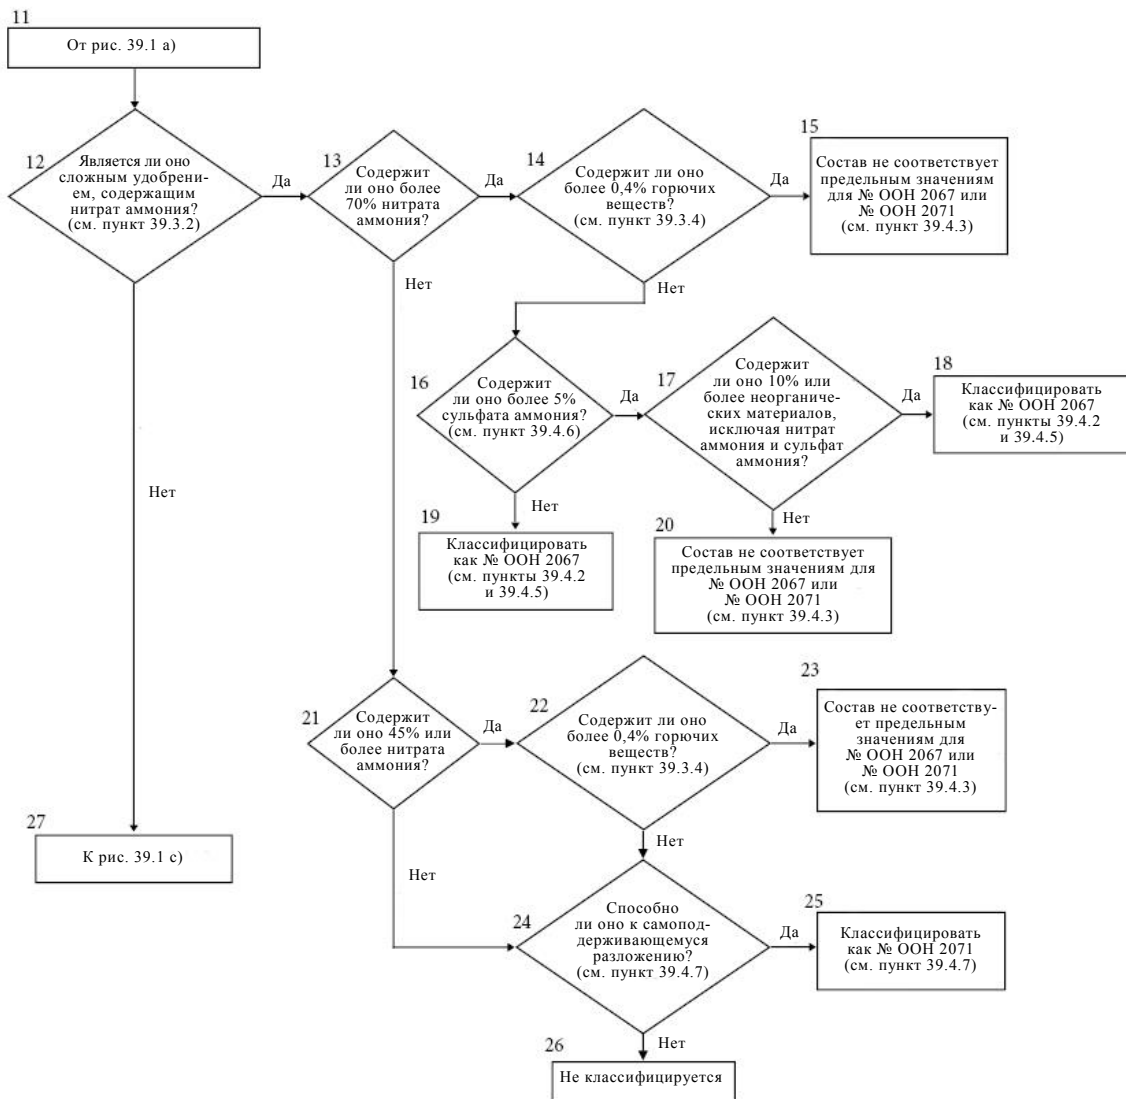 11
От рис. 39.1 а)
12
Является ли оно
сложным удобрени-
ем, содержащим
нитрат аммония?
(см. пункт 39.3.2)
Да
13
Содержит
ли оно более
70% нитрата
аммония?
Да
14
Содержит ли оно
более 0,4% горючих
веществ?
(см. пункт 39.3.4)
Да
15
Состав не соответствует
предельным значениям
для № ООН 2067 или
№ ООН 2071
(см. пункт 39.4.3)
Нет
Нет
16
Содержит
ли оно более 5%
сульфата аммония?
(см. пункт 39.4.6)
Да
17
Содержит
ли оно 10% или
более неорганиче-
ских материалов,
исключая нитрат
аммония и сульфат
аммония?
Да
18
Классифицировать
как № ООН 2067
(см. пункты 39.4.2
и 39.4.5)
Нет
Нет
Нет
19
Классифицировать
как № ООН 2067
(см. пункты 39.4.2
и 39.4.5)
20
Состав не соответствует
предельным значениям для
№ ООН 2067 или
№ ООН 2071
(см. пункт 39.4.3)
21
Содержит
ли оно 45% или
более нитрата
аммония?
Да
22
Содержит ли оно
более 0,4% горючих
веществ?
(см. пункт 39.3.4)
Да
23
Состав не соответству-
ет предельным
значениям для
№ ООН 2067 или
№ ООН 2071
(см. пункт 39.4.3)
27
К рис. 39.1 с)
Нет
Нет
24
Способно
ли оно к самопод-
держивающемуся
разложению?
(см. пункт 39.4.7)
Да
25
Классифицировать
как № ООН 2071
(см. пункт 39.4.7)
Нет
26
Не классифицируется